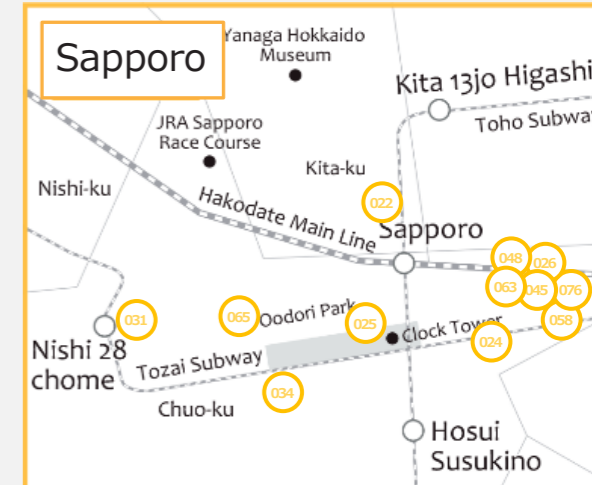 Sapporo
Yanaga Hokkaido
Museum
Kita 13jo Higashi
Toho Subway
JRA Sapporo
Race Course
Kita-ku
Nishi-ku
022
Hakodate Main Line
Sapporo
048
026
063
045
076
031
065
Oodori Park
025
058
Clock Tower
024
Nishi 28
chome
Tozai Subway
034
Chuo-ku
Hosui
Susukino